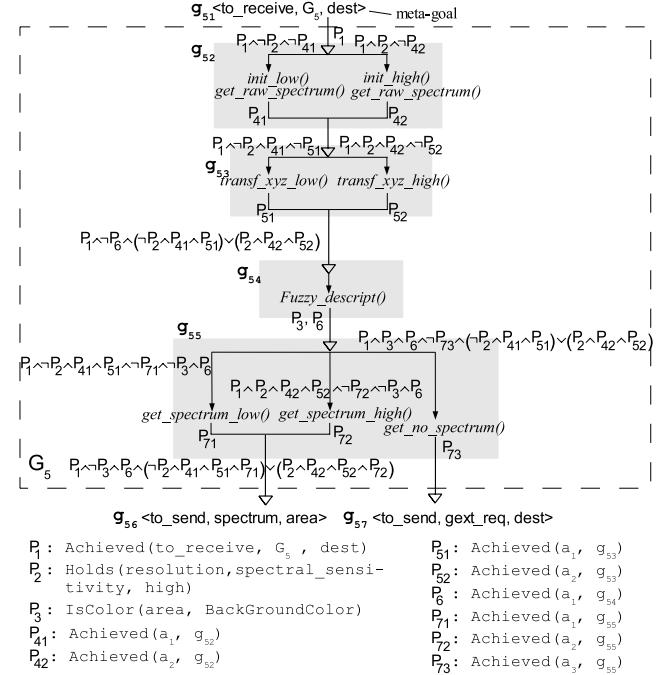 g51 <to_receive, G5, dest>
meta-goal
P1
P1∧¬P2∧¬P41
P1∧P2∧¬P42
g52
init_low()
init_high()
get_raw_spectrum()
get_raw_spectrum()
P41
P42
P1∧¬P2∧P41∧¬P51
P1∧P2∧P42∧¬P52
g53
transf_xyz_low()
transf_xyz_high()
P51
P52
P1∧¬P6∧(¬P2∧P41∧P51)∨(P2∧P42∧P52)
g54
Fuzzy_descript()
P3, P6
g55
P1∧P3∧P6∧¬P73∧(¬P2∧P41∧P51)∨(P2∧P42∧P52)
P1∧¬P2∧P41∧P51∧¬P71∧¬P3∧P6
P1∧P2∧P42∧P52∧¬P72∧¬P3∧P6
get_spectrum_low()
get_spectrum_high()
get_no_spectrum()
P71
P72
P73
G5
P1∧¬P3∧P6∧(¬P2∧P41∧P51∧P71)∨(P2∧P42∧P52∧P72)
g56 <to_send, spectrum, area>
g57 <to_send, gext_req, dest>
P1: Achieved(to_receive, G5 , dest)
P2: Holds(resolution,spectral_sensi-
tivity, high)
P3: IsColor(area, BackGroundColor)
P41: Achieved(a1, g52)
P42: Achieved(a2, g52)
P51: Achieved(a1, g53)
P52: Achieved(a2, g53)
P6: Achieved(a1, g54)
P71: Achieved(a1, g55)
P72: Achieved(a2, g55)
P73: Achieved(a3, g55)